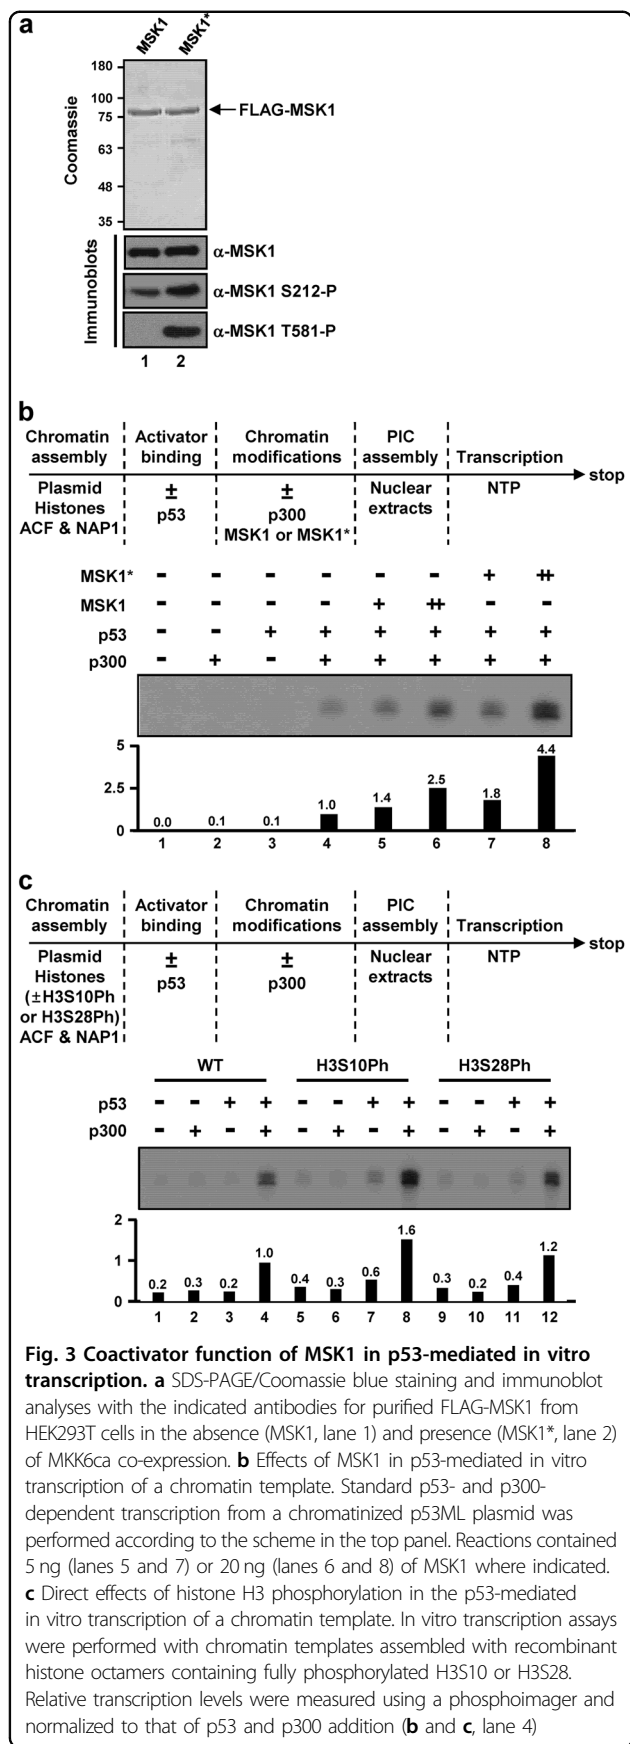 a
MSK1 MSK1*
180
100
75
63
48
35
Coomassie
FLAG-MSK1
Immunoblots
α-MSK1
α-MSK1 S212-P
α-MSK1 T581-P
1 2
b
Chromatin assembly Activator binding Chromatin modifications PIC assembly Transcription
stop
Plasmid Histones ACF & NAP1 ± p53 ± p300 MSK1 or MSK1* Nuclear extracts NTP
MSK1* - - - - - - + ++
MSK1 - - - - + ++ - -
p53 - - + + + + + +
p300 - + - + + + + +
5
2.5
0
0.0 0.1 0.1 1.0 1.4 2.5 1.8 4.4
1 2 3 4 5 6 7 8
c
Chromatin assembly Activator binding Chromatin modifications PIC assembly Transcription
stop
Plasmid Histones (±H3S10Ph or H3S28Ph) ACF & NAP1 ± p53 ± p300 Nuclear extracts NTP
WT H3S10Ph H3S28Ph
p53 - - + + - - + + - - + +
p300 - + - + - + - + - + - +
2
1
0
0.2 0.3 0.2 1.0 0.4 0.3 0.6 1.6 0.3 0.2 0.4 1.2
1 2 3 4 5 6 7 8 9 10 11 12
Fig. 3 Coactivator function of MSK1 in p53-mediated in vitro
transcription. a SDS-PAGE/Coomassie blue staining and immunoblot
analyses with the indicated antibodies for purified FLAG-MSK1 from
HEK293T cells in the absence (MSK1, lane 1) and presence (MSK1*, lane 2)
of MKK6ca co-expression. b Effects of MSK1 in p53-mediated in vitro
transcription of a chromatin template. Standard p53- and p300-
dependent transcription from a chromatinized p53ML plasmid was
performed according to the scheme in the top panel. Reactions contained
5 ng (lanes 5 and 7) or 20 ng (lanes 6 and 8) of MSK1 where indicated.
c Direct effects of histone H3 phosphorylation in the p53-mediated
in vitro transcription of a chromatin template. In vitro transcription assays
were performed with chromatin templates assembled with recombinant
histone octamers containing fully phosphorylated H3S10 or H3S28.
Relative transcription levels were measured using a phosphoimager and
normalized to that of p53 and p300 addition (b and c, lane 4)